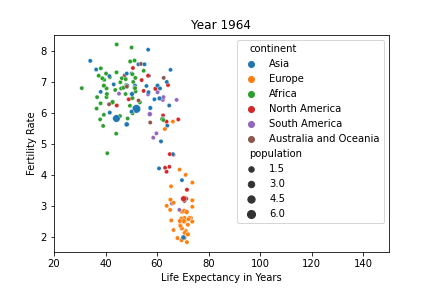 Year 1964
Fertility Rate
8
7
6
5
4
3
2
continent
Asia
Europe
Africa
North America
South America
Australia and Oceania
population
1.5
3.0
4.5
6.0
20 40 60 80 100 120 140
Life Expectancy in Years